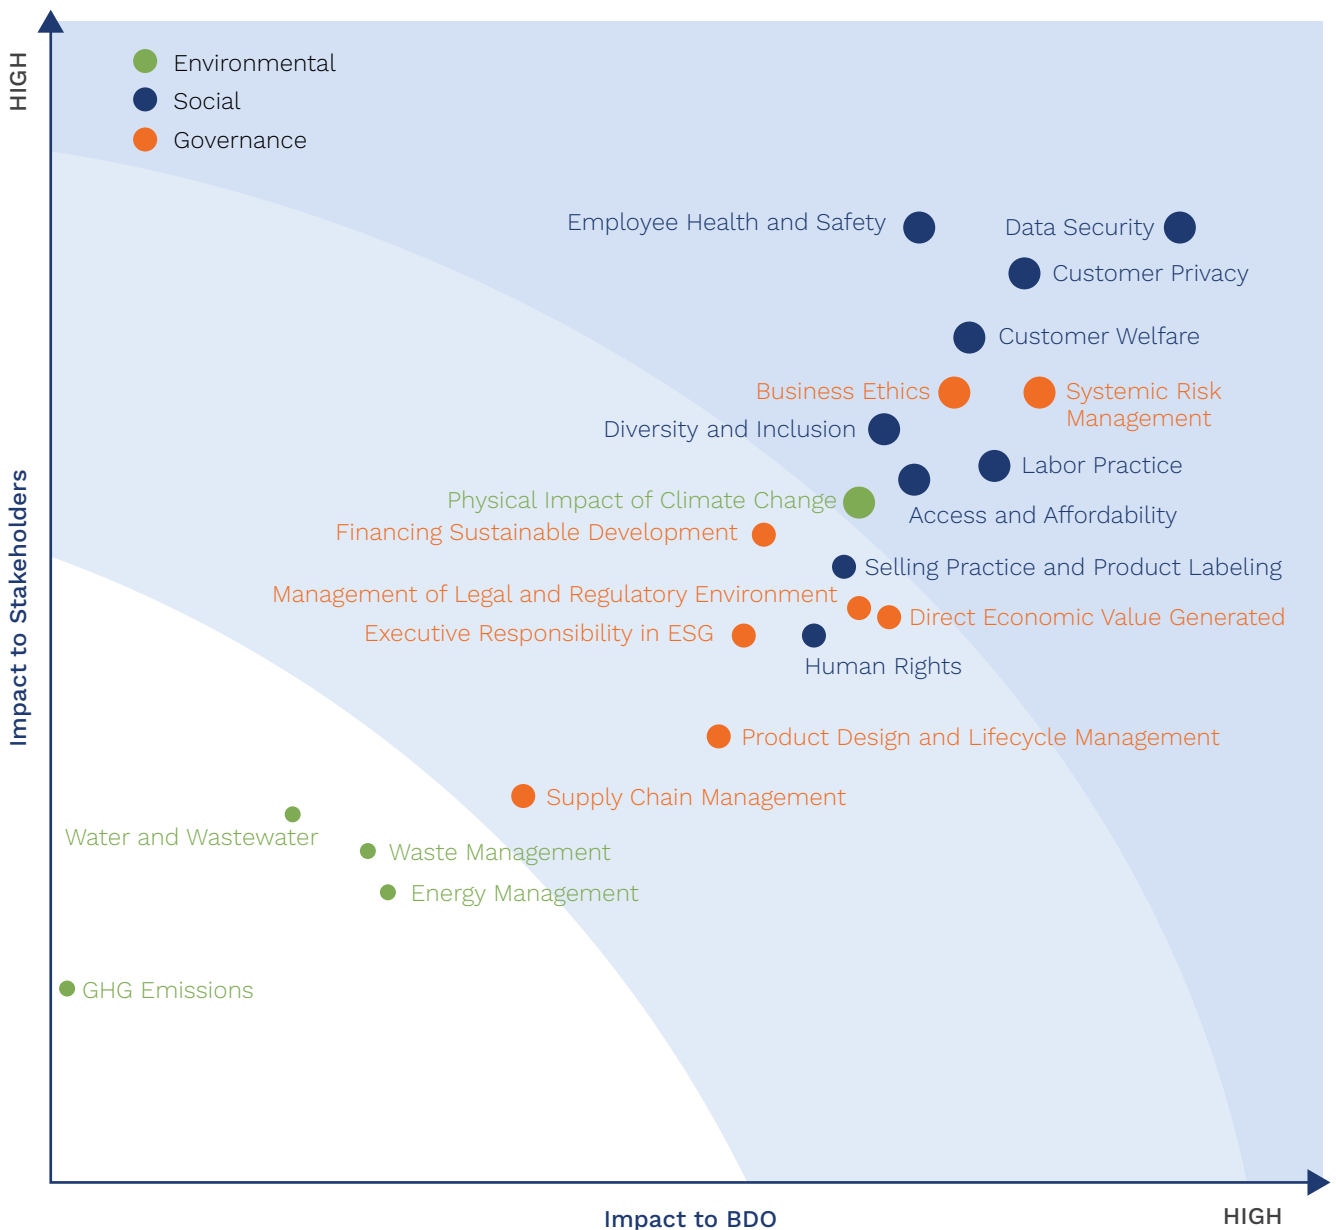 HIGH
Environmental
Social
Governance
Employee Health and Safety
Data Security
Customer Privacy
Customer Welfare
Business Ethics
Systemic Risk
Management
Diversity and Inclusion
Labor Practice
Physical Impact of Climate Change
Access and Affordability
Financing Sustainable Development
Selling Practice and Product Labeling
Management of Legal and Regulatory Environment
Direct Economic Value Generated
Executive Responsibility in ESG
Human Rights
Impact to Stakeholders
Product Design and Lifecycle Management
Supply Chain Management
Water and Wastewater
Waste Management
Energy Management
GHG Emissions
Impact to BDO
HIGH